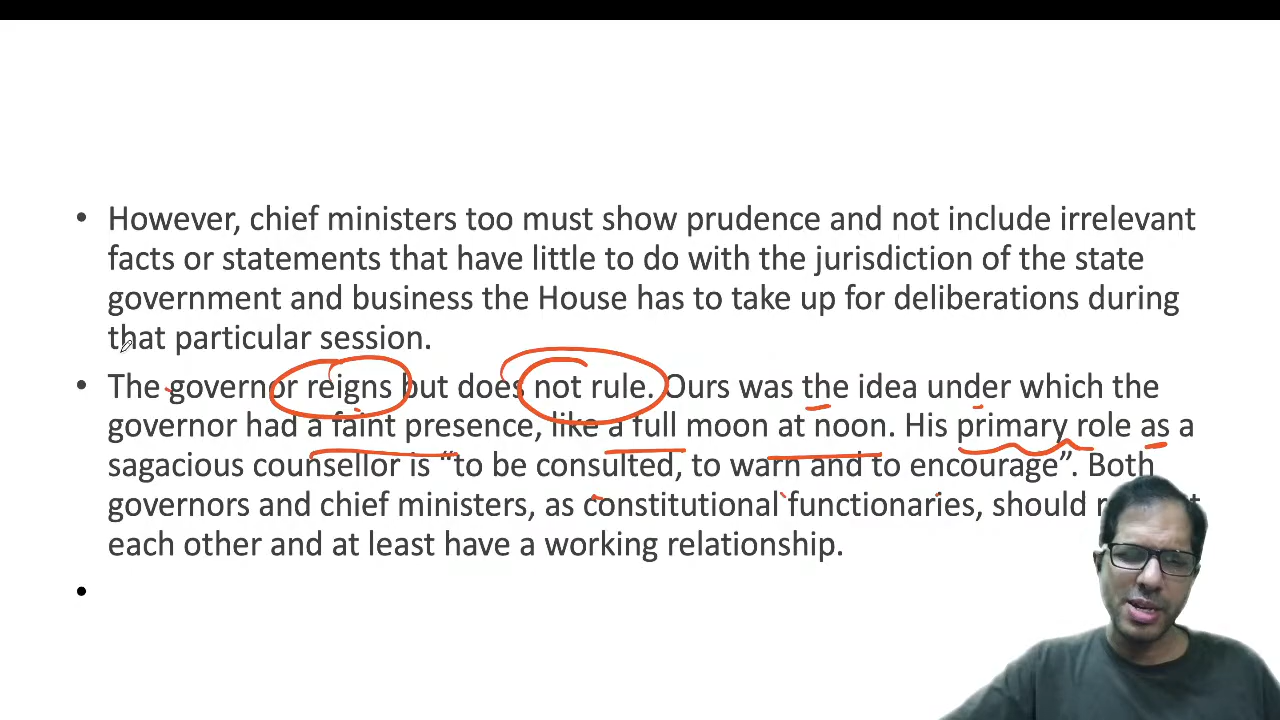 • However, chief ministers too must show prudence and not include irrelevant
facts or statements that have little to do with the jurisdiction of the state
government and business the House has to take up for deliberations during
that particular session.
• The governor reigns but does not rule. Ours was the idea under which the
governor had a faint presence, like a full moon at noon. His primary role as a
sagacious counsellor is “to be consulted, to warn and to encourage”. Both
governors and chief ministers, as constitutional functionaries, should
each other and at least have a working relationship.
•